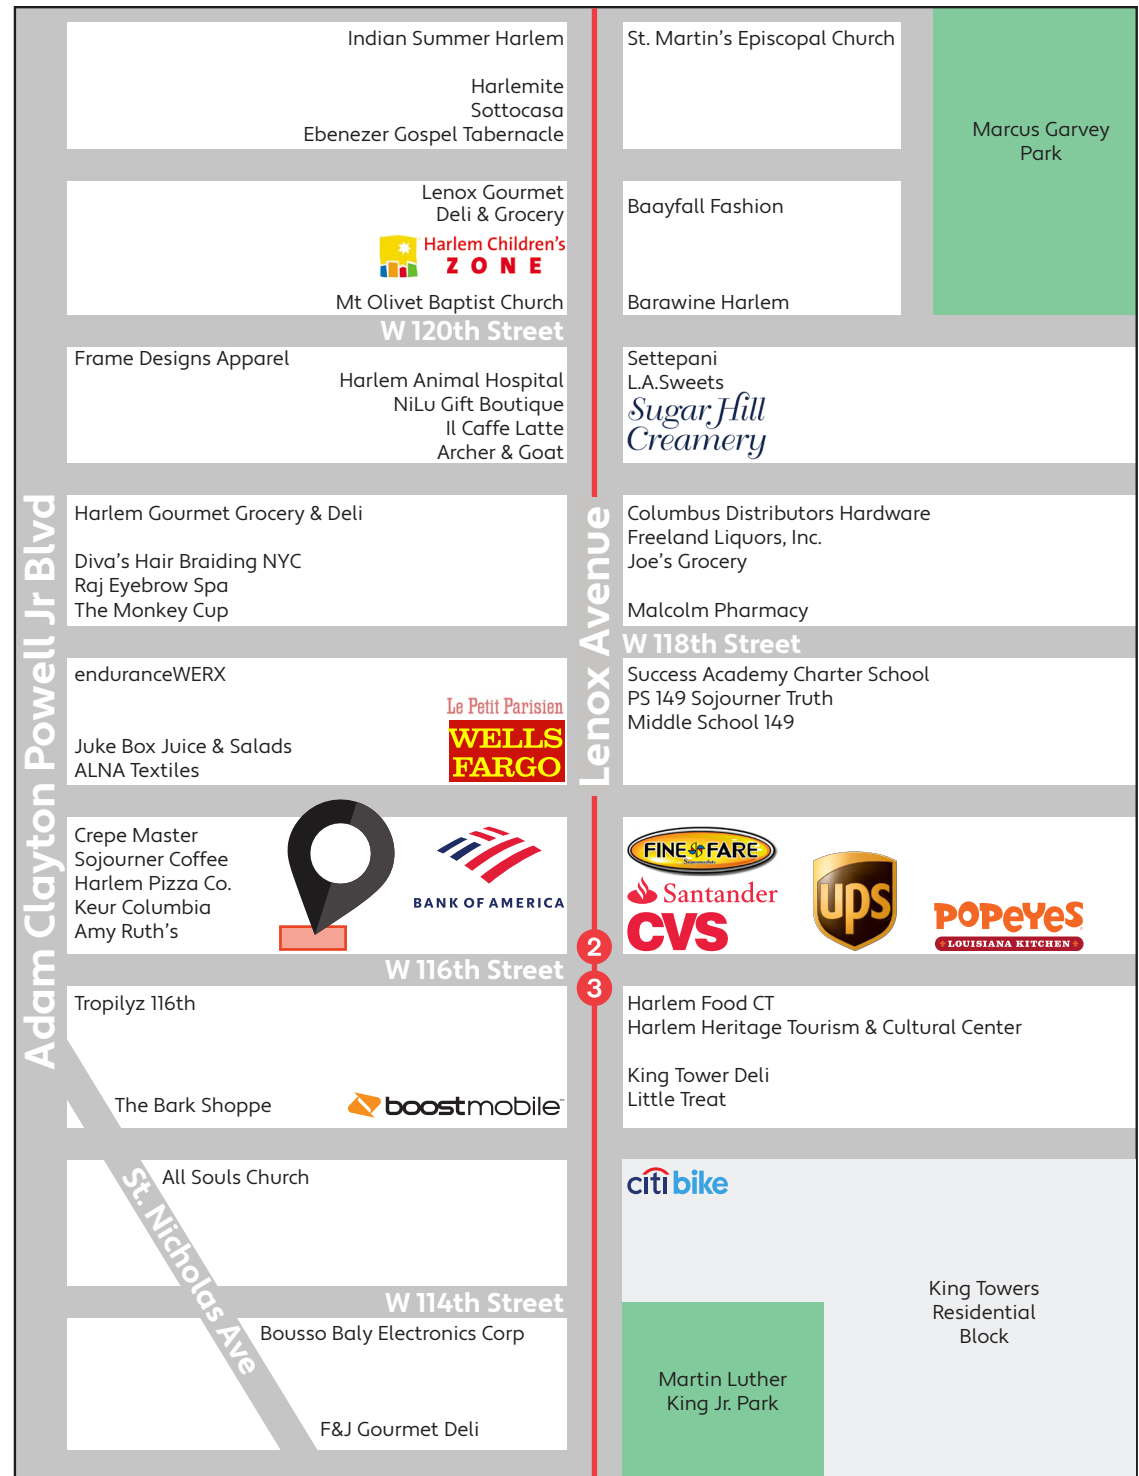 Indian Summer Harlem
Harlemite
Sottocasa
Ebenezer Gospel Tabernacle
St. Martin's Episcopal Church
Marcus Garvey
Park
Lenox Gourmet
Deli & Grocery
Harlem Children's
ZONE
Mt Olivet Baptist Church
Baayfall Fashion
Barawine Harlem
W 120th Street
Frame Designs Apparel
Harlem Animal Hospital
NiLu Gift Boutique
Il Caffe Latte
Archer & Goat
Settepani
L.A.Sweets
Sugar Hill
Creamery
Adam Clayton Powell Jr Blvd
Harlem Gourmet Grocery & Deli
Diva's Hair Braiding NYC
Raj Eyebrow Spa
The Monkey Cup
Lenox Avenue
Columbus Distributors Hardware
Freeland Liquors, Inc.
Joe's Grocery
Malcolm Pharmacy
W 118th Street
enduranceWERX
Juke Box Juice & Salads
ALNA Textiles
Le Petit Parisien
WELLS
FARGO
Success Academy Charter School
PS 149 Sojourner Truth
Middle School 149
Crepe Master
Sojourner Coffee
Harlem Pizza Co.
Keur Columbia
Amy Ruth's
BANK OF AMERICA
FINE FARE
Supermarkets
Santander
CVS
ups
POPEYES
LOUISIANA KITCHEN
2
W 116th Street
3
Tropilyz 116th
The Bark Shoppe
boostmobile
Harlem Food CT
Harlem Heritage Tourism & Cultural Center
King Tower Deli
Little Treat
St. Nicholas Ave
All Souls Church
citi bike
W 114th Street
King Towers
Residential
Block
Bousso Baly Electronics Corp
F&J Gourmet Deli
Martin Luther
King Jr. Park